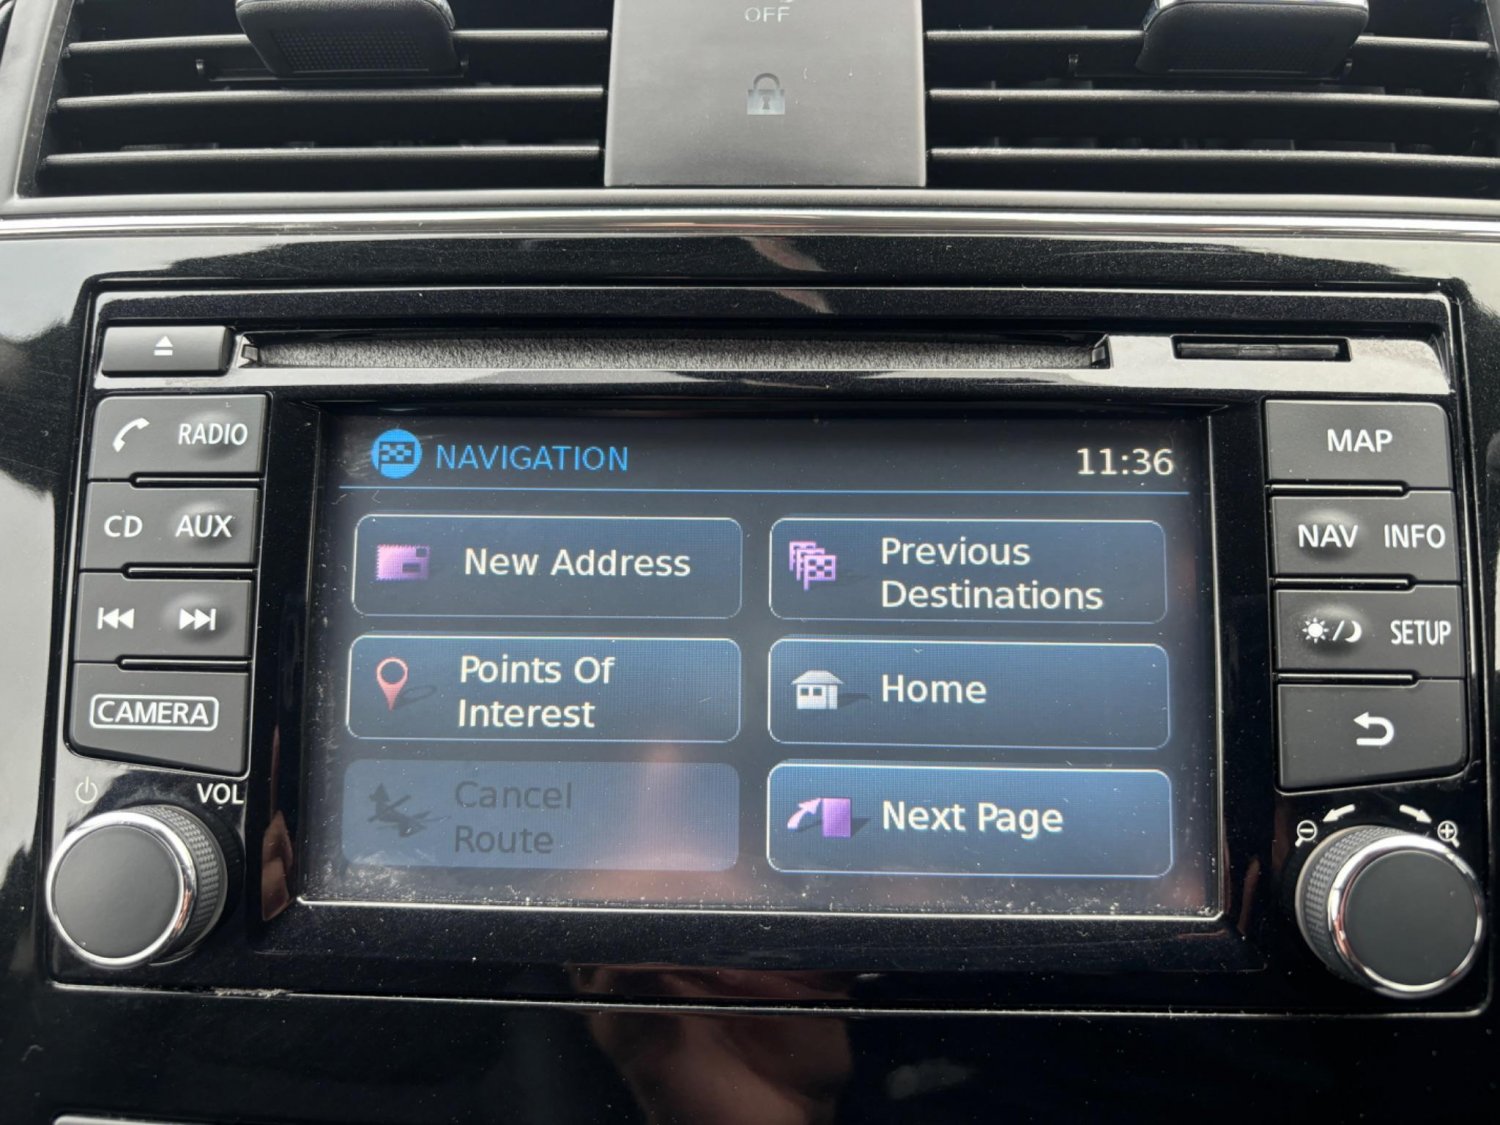 OFF
RADIO
MAP
NAVIGATION
11:36
CD AUX
New Address
Previous
Destinations
NAV INFO
Points Of
Interest
Home
SETUP
CAMERA
VOL
Cancel
Route
Next Page